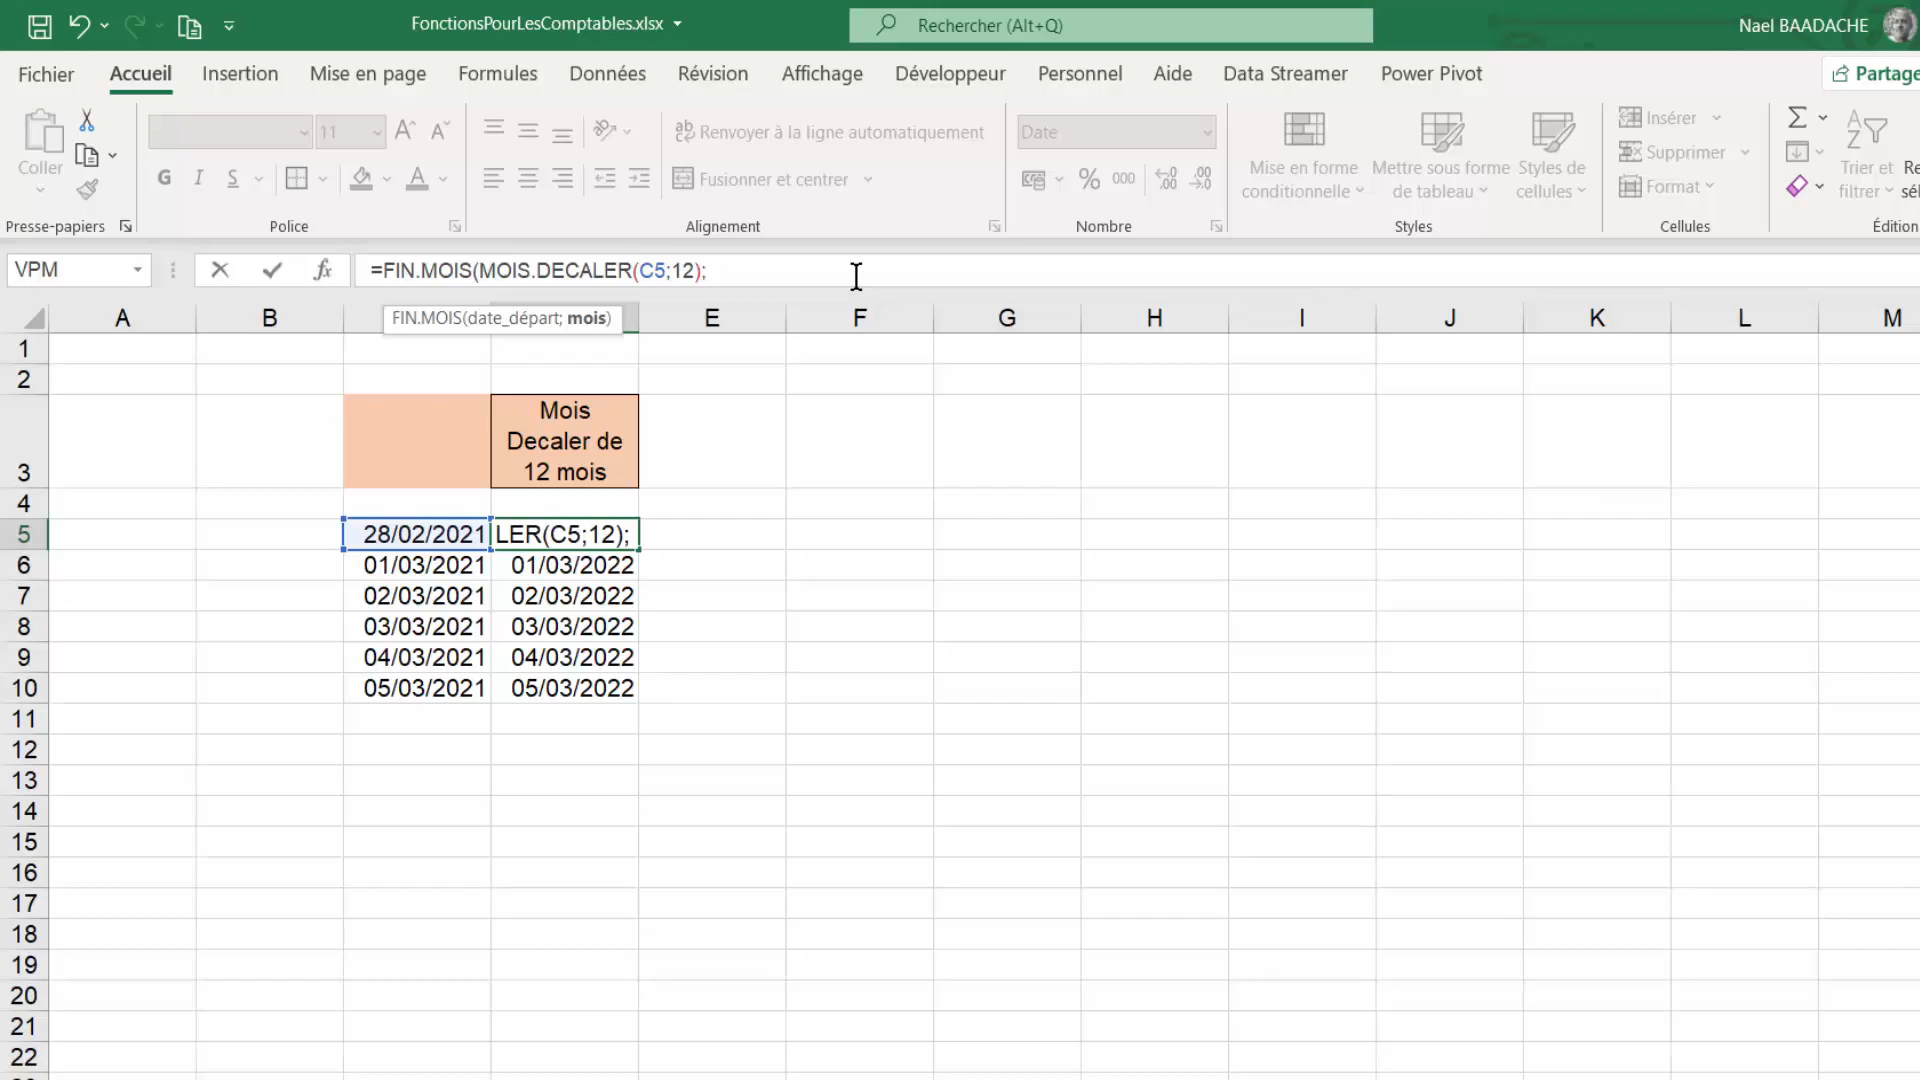 FonctionsPourLesComptables.xlsx
Rechercher (Alt+Q)
Nael BAADACHE
Fichier Accueil Insertion Mise en page Formules Données Révision Affichage Développeur Personnel Aide Data Streamer Power Pivot Partage
Coller
11
Renvoyer à la ligne automatiquement
Date
G I S
Fusionner et centrer
% 000
Mise en forme conditionnelle
Mettre sous forme de tableau
Styles de cellules
Insérer
Supprimer
Format
Trier et filtrer
Re
sél
Presse-papiers Police Alignement Nombre Styles Cellules Édition
VPM
fx
=FIN.MOIS(MOIS.DECALER(C5;12);
FIN.MOIS(date_départ; mois)
A B E F G H I J K L M
1
2
3
Mois
Decaler de
12 mois
4
5 28/02/2021 LER(C5;12);
6 01/03/2021 01/03/2022
7 02/03/2021 02/03/2022
8 03/03/2021 03/03/2022
9 04/03/2021 04/03/2022
10 05/03/2021 05/03/2022
11
12
13
14
15
16
17
18
19
20
21
22